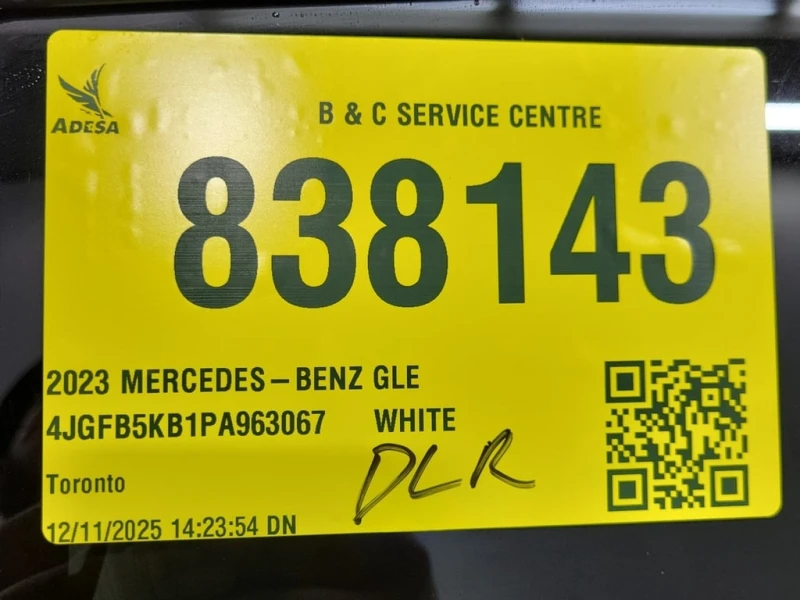 ADESA
B & C SERVICE CENTRE
838143
2023 MERCEDES-BENZ GLE
4JGFB5KB1PA963067 WHITE
DLR
Toronto
12/11/2025 14:23:54 DN